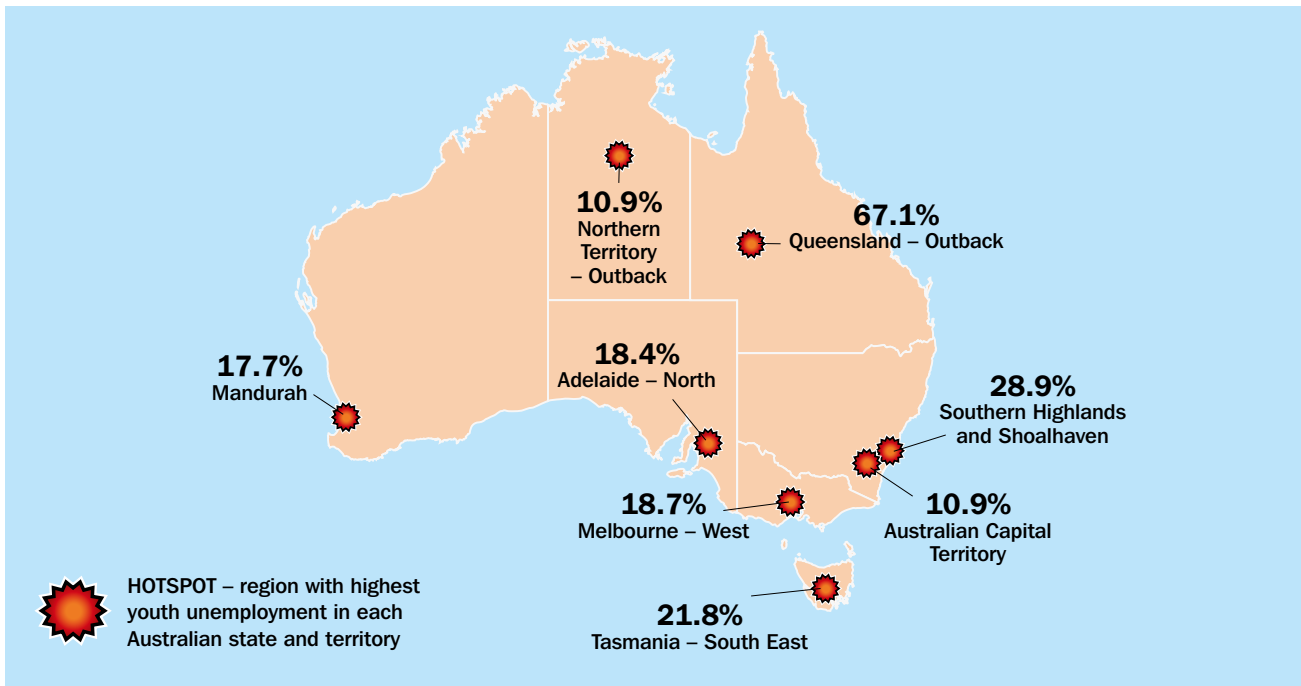 10.9%
Northern
Territory
– Outback
67.1%
Queensland – Outback
17.7%
Mandurah
18.4%
Adelaide – North
28.9%
Southern Highlands
and Shoalhaven
18.7%
Melbourne – West
10.9%
Australian Capital
Territory
21.8%
Tasmania – South East
HOTSPOT – region with highest
youth unemployment in each
Australian state and territory